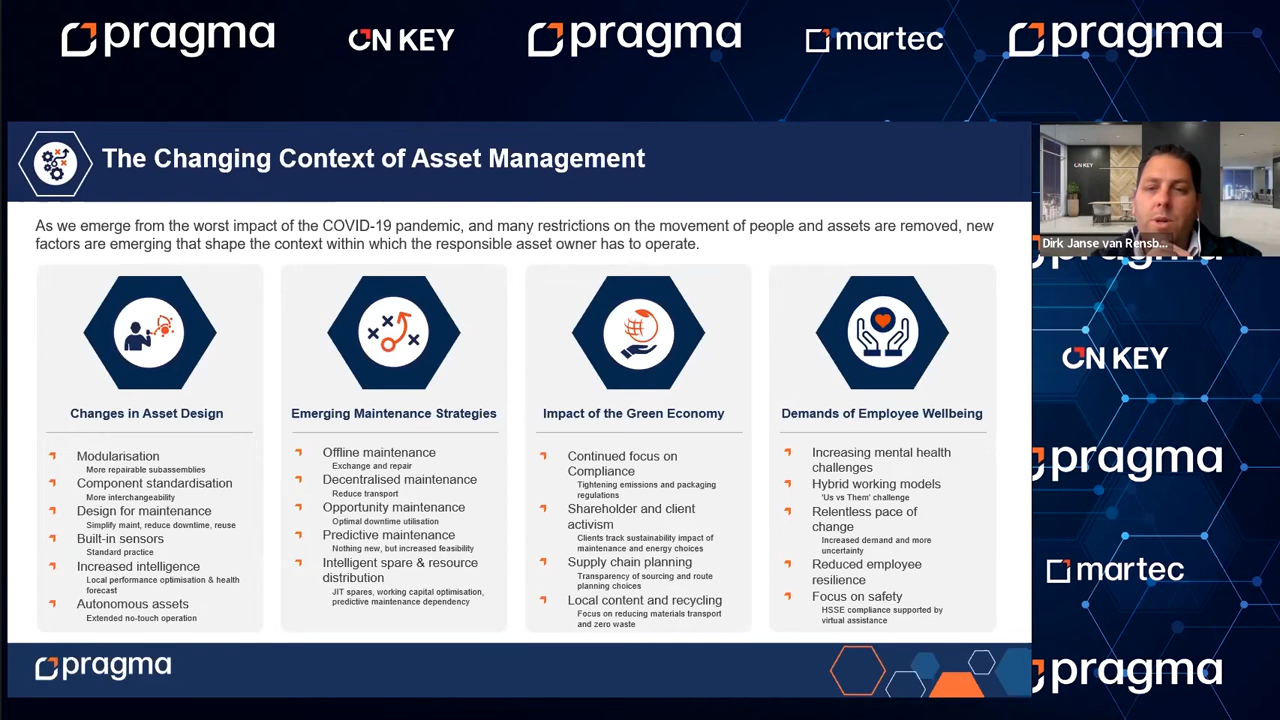 pragma
ON KEY
pragma
martec
pragma
The Changing Context of Asset Management
ON KEY
Dirk Janse van Rensb...
As we emerge from the worst impact of the COVID-19 pandemic, and many restrictions on the movement of people and assets are removed, new
factors are emerging that shape the context within which the responsible asset owner has to operate.
Changes in Asset Design
Modularisation
More repairable subassemblies
Component standardisation
More interchangeability
Design for maintenance
Simplify maint, reduce downtime, reuse
Built-in sensors
Standard practice
Increased intelligence
Local performance optimisation & health
forecast
Autonomous assets
Extended no-touch operation
Emerging Maintenance Strategies
Offline maintenance
Exchange and repair
Decentralised maintenance
Reduce transport
Opportunity maintenance
Optimal downtime utilisation
Predictive maintenance
Nothing new, but increased feasibility
Intelligent spare & resource
distribution
JIT spares, working capital optimisation,
predictive maintenance dependency
Impact of the Green Economy
Continued focus on
Compliance
Tightening emissions and packaging
regulations
Shareholder and client
activism
Clients track sustainability impact of
maintenance and energy choices
Supply chain planning
Transparency of sourcing and route
planning choices
Local content and recycling
Focus on reducing materials transport
and zero waste
Demands of Employee Wellbeing
Increasing mental health
challenges
Hybrid working models
'Us vs Them' challenge
Relentless pace of
change
Increased demand and more
uncertainty
Reduced employee
resilience
Focus on safety
HSSE compliance supported by
virtual assistance
pragma
pragma
ON KEY
pragma
martec
pragma